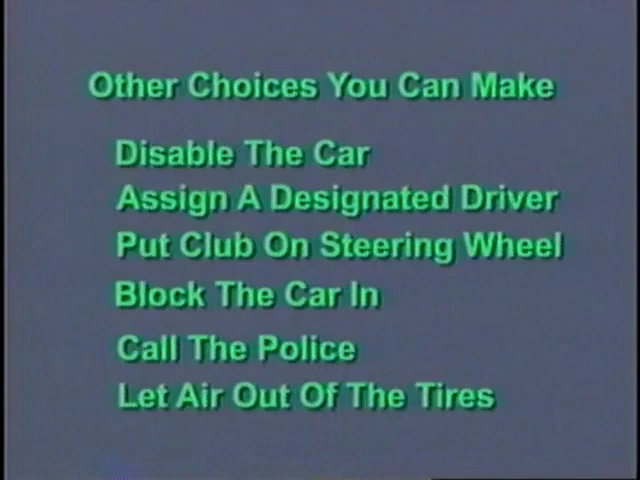 Other Choices You Can Make
Disable The Car
Assign A Designated Driver
Put Club On Steering Wheel
Block The Car In
Call The Police
Let Air Out Of The Tires